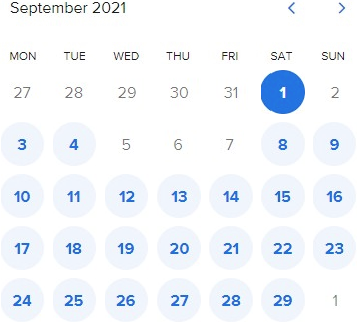 September 2021
MON TUE WED THU FRI SAT SUN
27 28 29 30 31 1 2
3 4 5 6 7 8 9
10 11 12 13 14 15 16
17 18 19 20 21 22 23
24 25 26 27 28 29 1